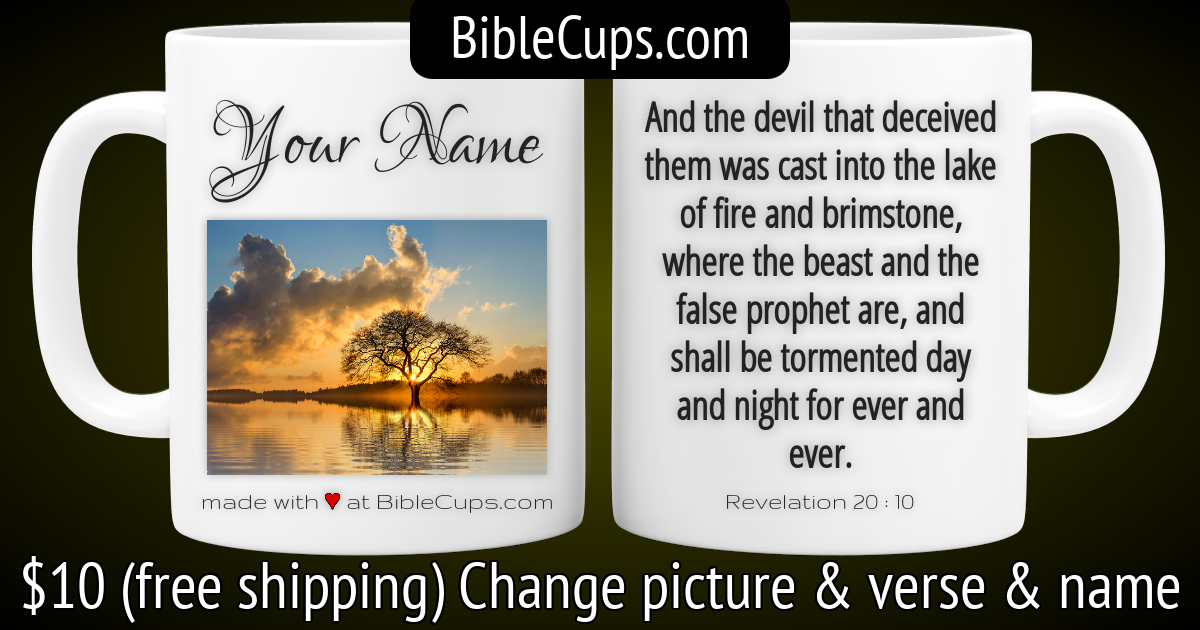 BibleCups.com
Your Name
made with ♥ at BibleCups.com
And the devil that deceived
them was cast into the lake
of fire and brimstone,
where the beast and the
false prophet are, and
shall be tormented day
and night for ever and
ever.
Revelation 20 : 10
$10 (free shipping) Change picture & verse & name